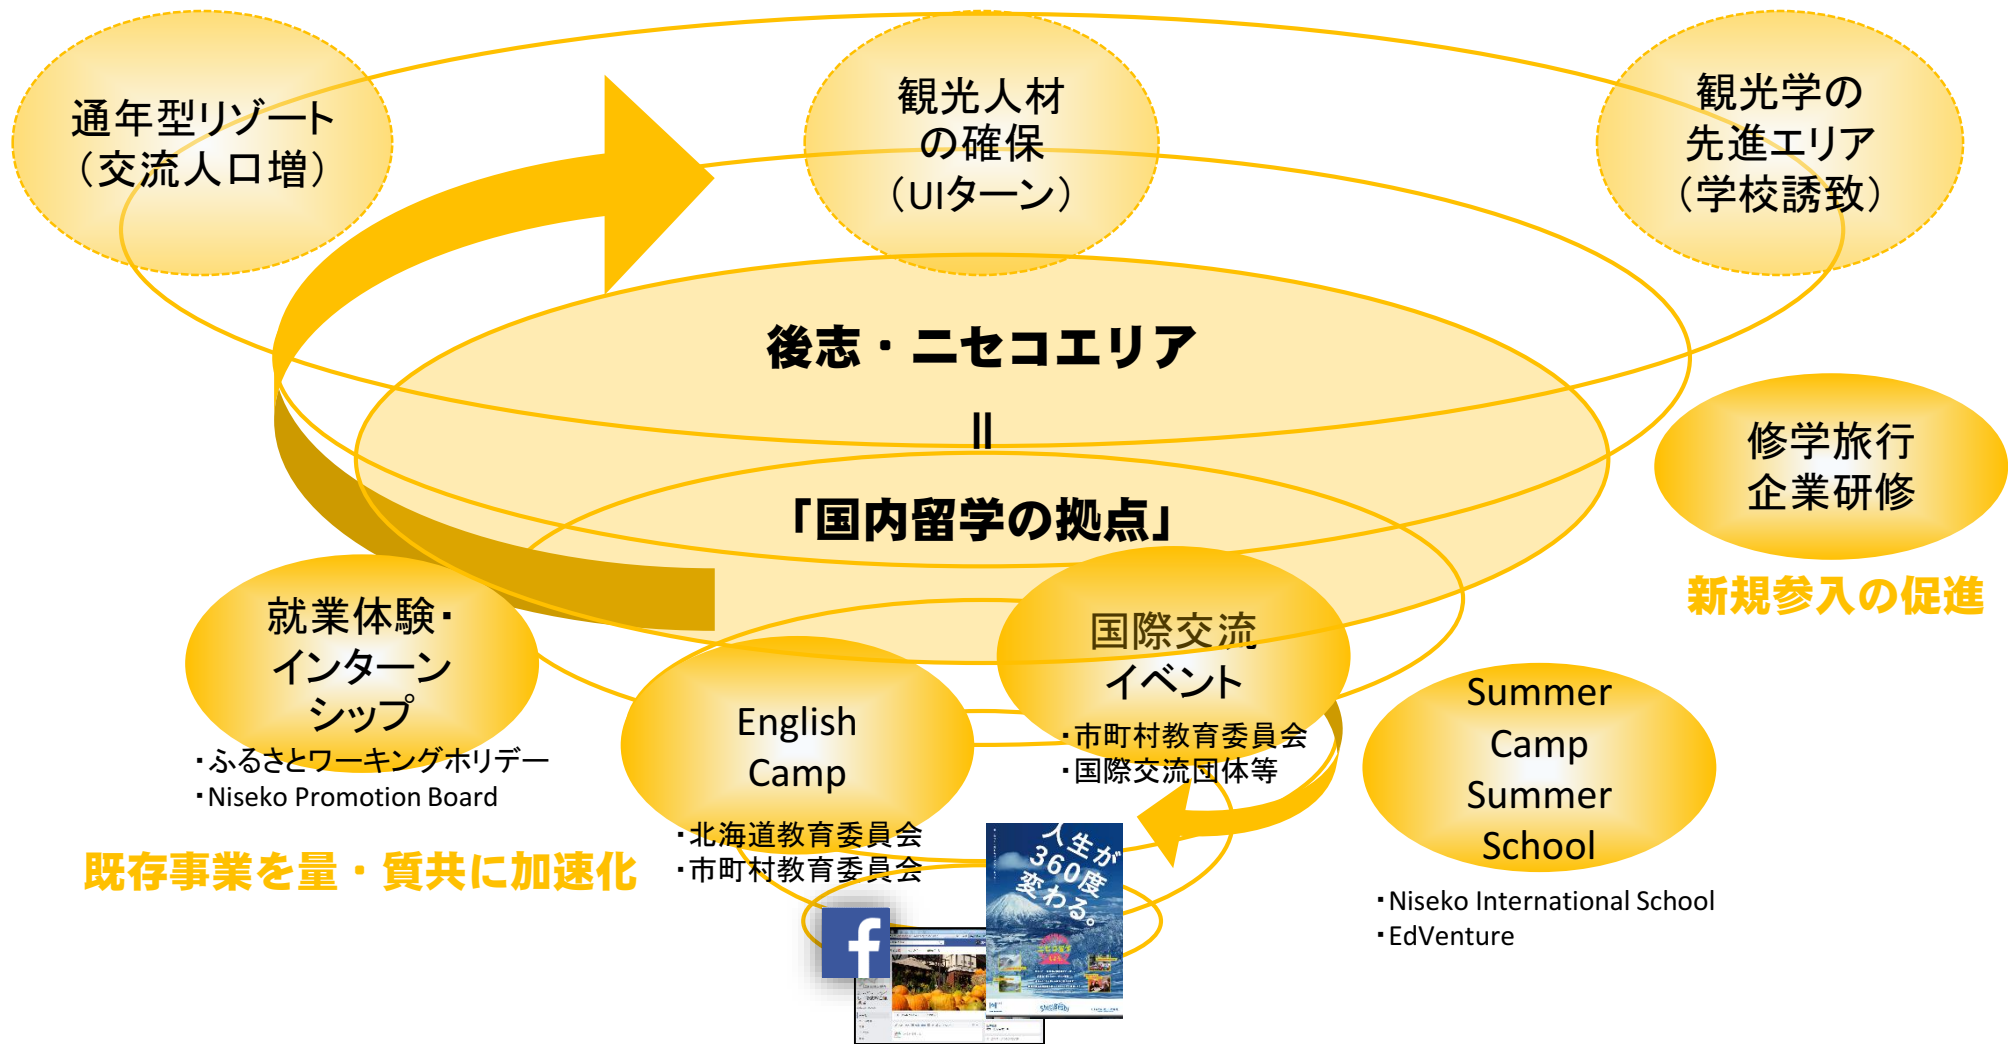 通年型リゾート
（交流人口増）
観光人材
の確保
（UIターン）
観光学の
先進エリア
（学校誘致）
後志・ニセコエリア
＝
「国内留学の拠点」
修学旅行
企業研修
新規参入の促進
就業体験・
インターン
シップ
・ふるさとワーキングホリデー
・Niseko Promotion Board
既存事業を量・質共に加速化
English
Camp
・北海道教育委員会
・市町村教育委員会
国際交流
イベント
・市町村教育委員会
・国際交流団体等
Summer
Camp
Summer
School
・Niseko International School
・EdVenture
f
人生が
360度
変わる。